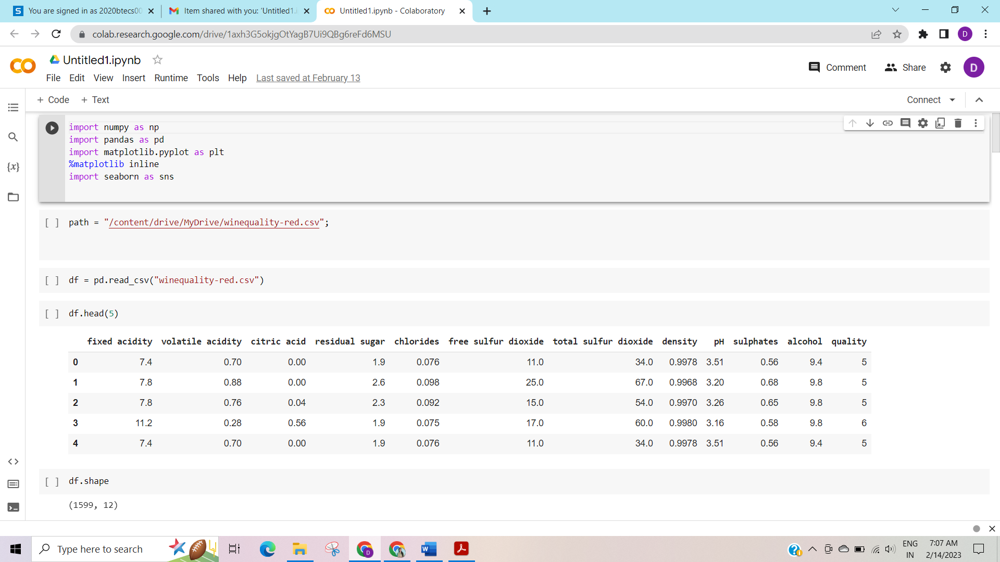 You are signed in as 2020btecs00
Item shared with you: 'Untitled1.i
Untitled1.ipynb - Colaboratory
colab.research.google.com/drive/1axh3G5okjgOtYagB7Ui9QBg6reFd6MSU
D
Untitled1.ipynb
Comment
Share
D
File Edit View Insert Runtime Tools Help Last saved at February 13
+ Code + Text
Connect
import numpy as np
import pandas as pd
import matplotlib.pyplot as plt
%matplotlib inline
import seaborn as sns
{x}
[ ] path = "/content/drive/MyDrive/winequality-red.csv";
[ ] df = pd.read_csv("winequality-red.csv")
[ ] df.head(5)
fixed acidity volatile acidity citric acid residual sugar chlorides free sulfur dioxide total sulfur dioxide density pH sulphates alcohol quality
0 7.4 0.70 0.00 1.9 0.076 11.0 34.0 0.9978 3.51 0.56 9.4 5
1 7.8 0.88 0.00 2.6 0.098 25.0 67.0 0.9968 3.20 0.68 9.8 5
2 7.8 0.76 0.04 2.3 0.092 15.0 54.0 0.9970 3.26 0.65 9.8 5
3 11.2 0.28 0.56 1.9 0.075 17.0 60.0 0.9980 3.16 0.58 9.8 6
4 7.4 0.70 0.00 1.9 0.076 11.0 34.0 0.9978 3.51 0.56 9.4 5
[ ] df.shape
(1599, 12)
Type here to search
ENG
IN
7:07 AM
2/14/2023